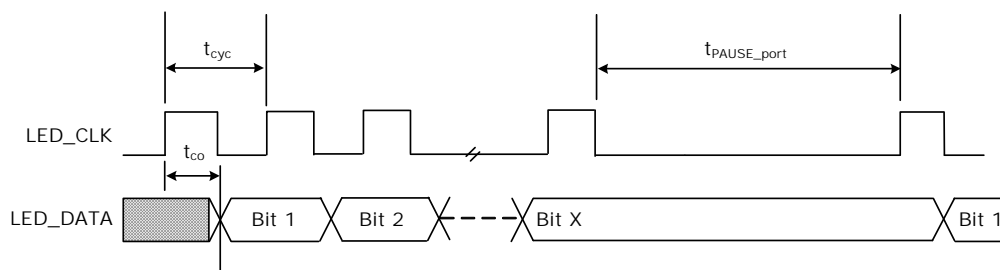 tcyc
tPAUSE_port
LED_CLK
tco
LED_DATA
Bit 1
Bit 2
Bit X
Bit 1